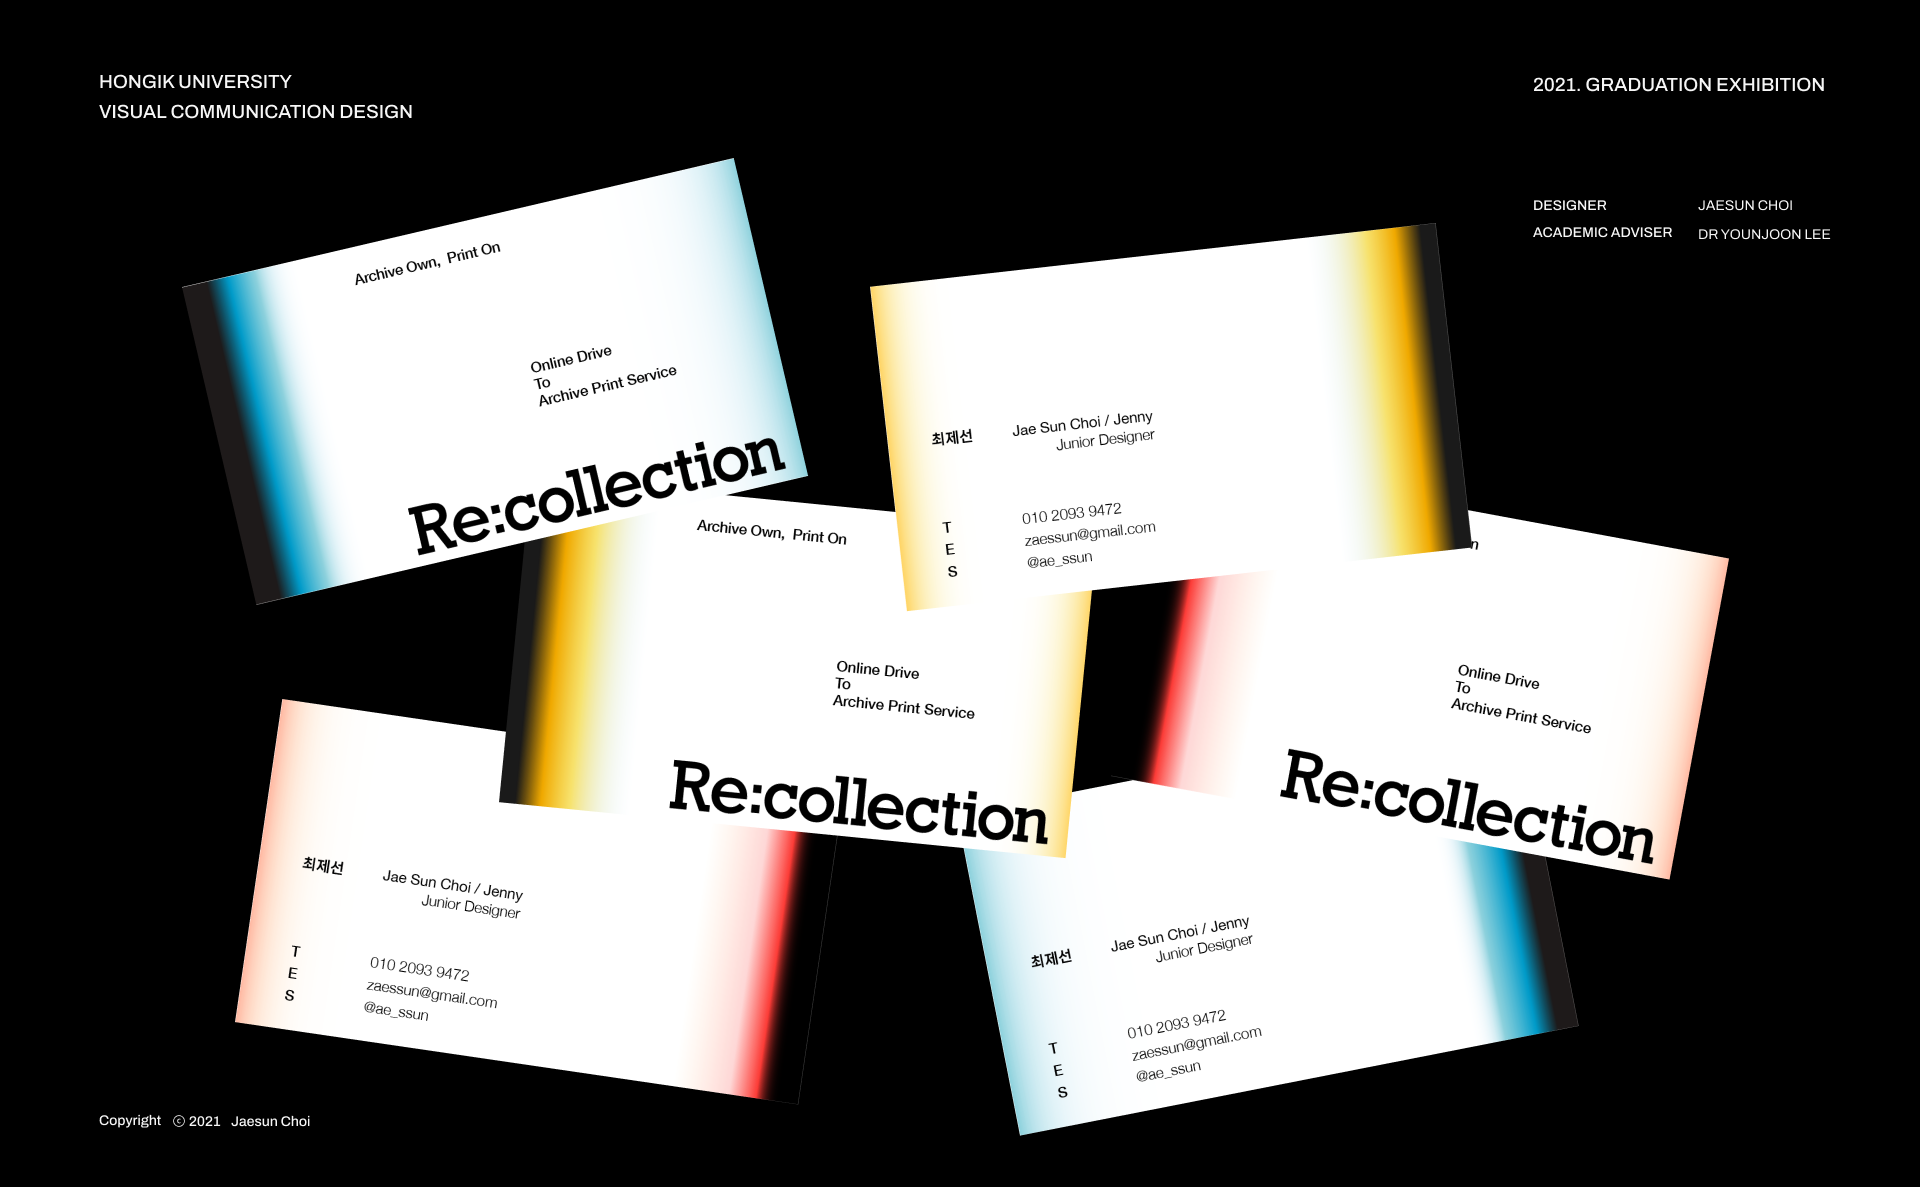 HONGIK UNIVERSITY
VISUAL COMMUNICATION DESIGN
2021. GRADUATION EXHIBITION
DESIGNER JAESUN CHOI
ACADEMIC ADVISER DR YOUNJOON LEE
Archive Own, Print On
Online Drive
To
Archive Print Service
Re:collection
최제선 Jae Sun Choi / Jenny
Junior Designer
T 010 2093 9472
E zaessun@gmail.com
S @ae_ssun
Archive Own, Print On
Online Drive
To
Archive Print Service
Re:collection
Online Drive
To
Archive Print Service
Re:collection
최제선 Jae Sun Choi / Jenny
Junior Designer
T 010 2093 9472
E zaessun@gmail.com
S @ae_ssun
최제선 Jae Sun Choi / Jenny
Junior Designer
T 010 2093 9472
E zaessun@gmail.com
S @ae_ssun
Copyright ⓒ 2021 Jaesun Choi